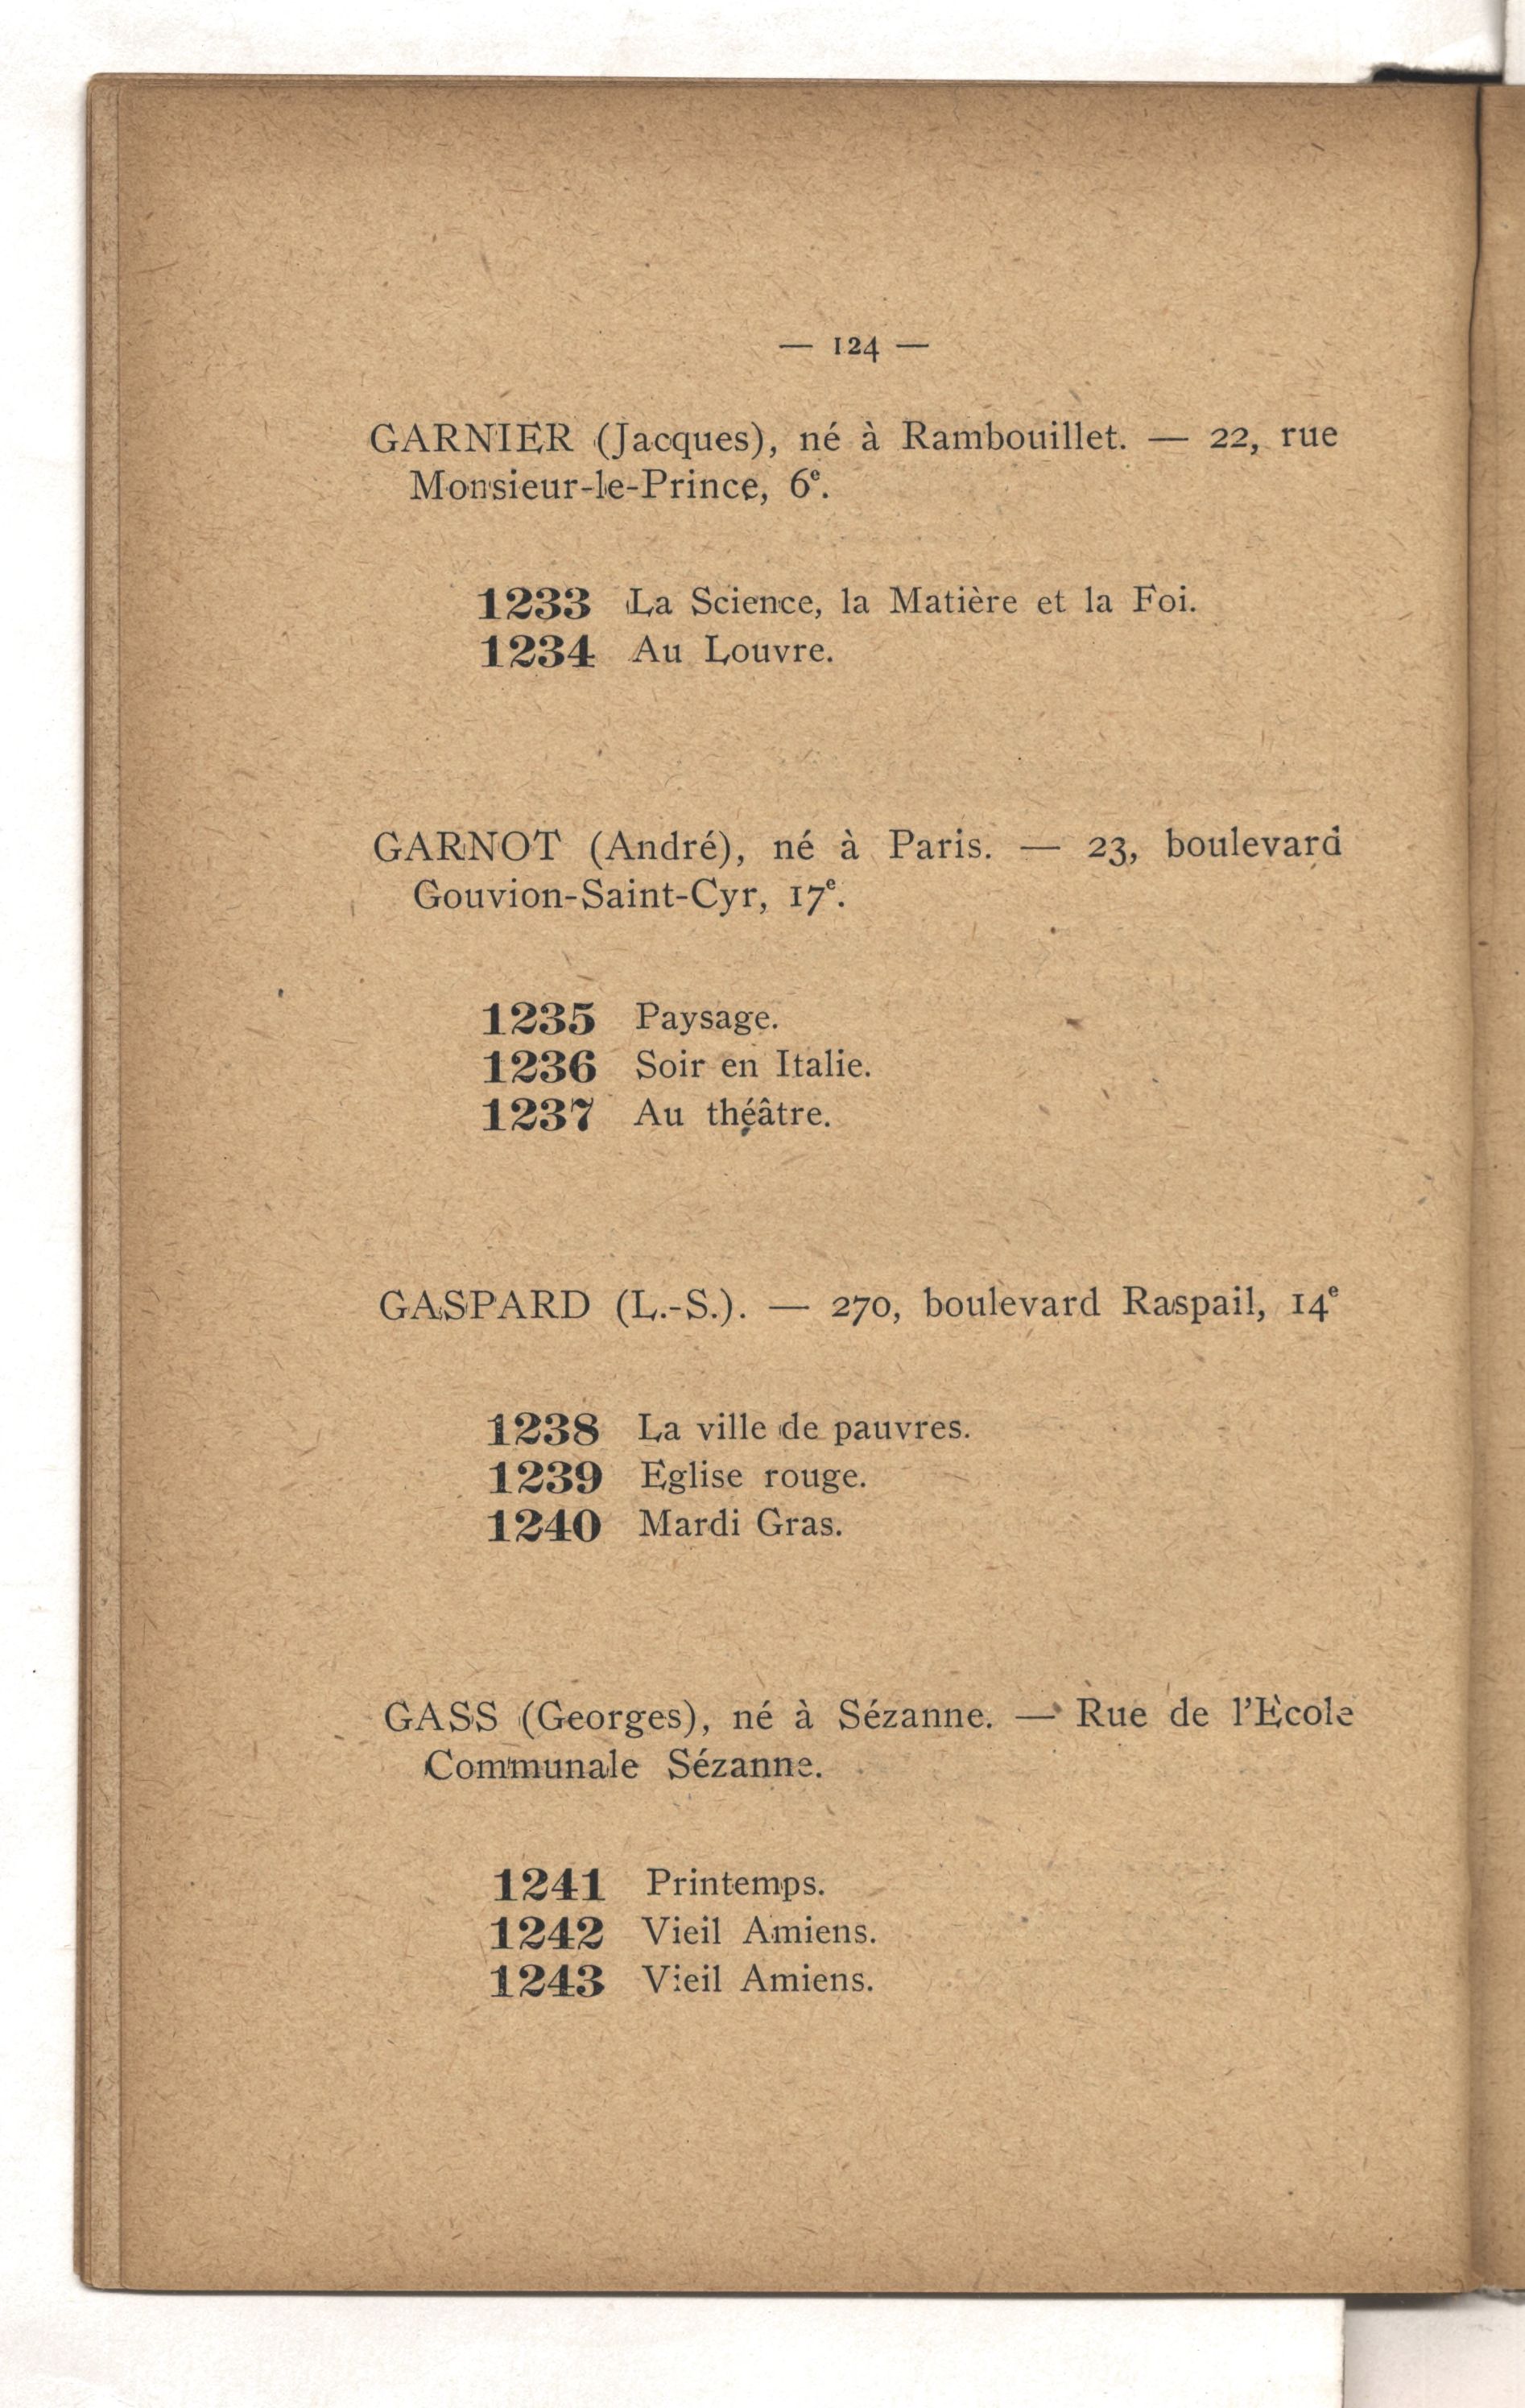 — 124 —
GARNIER (Jacques), né à Rambouillet. — 22, rue
Monsieur-le-Prince, 6e.
1233 La Science, la Matière et la Foi.
1234 Au Louvre.
GARNOT (André), né à Paris. — 23, boulevard
Gouvion-Saint-Cyr, 17e.
1235 Paysage.
1236 Soir en Italie.
1237 Au théâtre.
GASPARD (L.-S.). — 270, boulevard Raspail, 14e
1238 La ville de pauvres.
1239 Eglise rouge.
1240 Mardi Gras.
GASS (Georges), né à Sézanne. — Rue de l'Ecole
Communale Sézanne.
1241 Printemps.
1242 Vieil Amiens.
1243 Vieil Amiens.